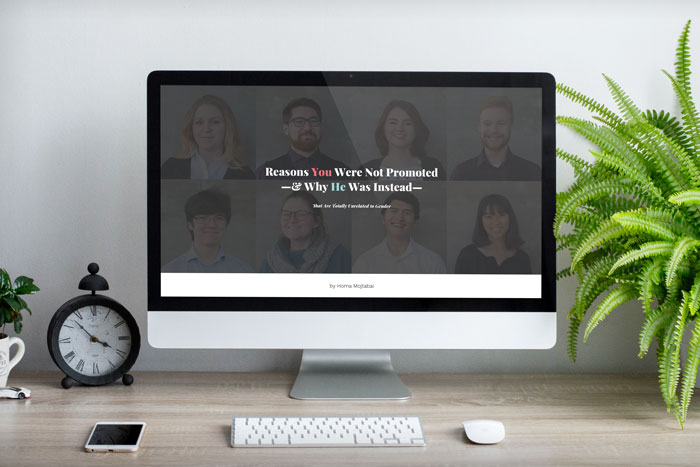 Reasons You Were Not Promoted
—& Why He Was Instead—
That Are Totally Unrelated to Gender
by Homa Mojtabai